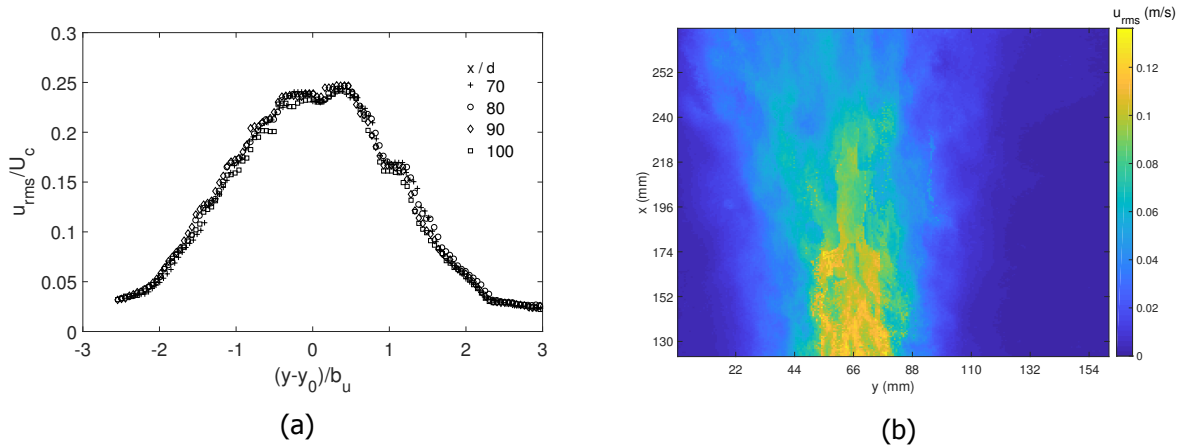 0.3
0.25
0.2
0.15
0.1
0.05
0
u_rms/U_c
-3 -2 -1 0 1 2 3
(y-y_0)/b_u
x / d
70
80
90
100
(a)
u_rms (m/s)
252
240
218
196
174
152
130
x (mm)
22 44 66 88 110 132 154
y (mm)
0.12
0.1
0.08
0.06
0.04
0.02
0
(b)